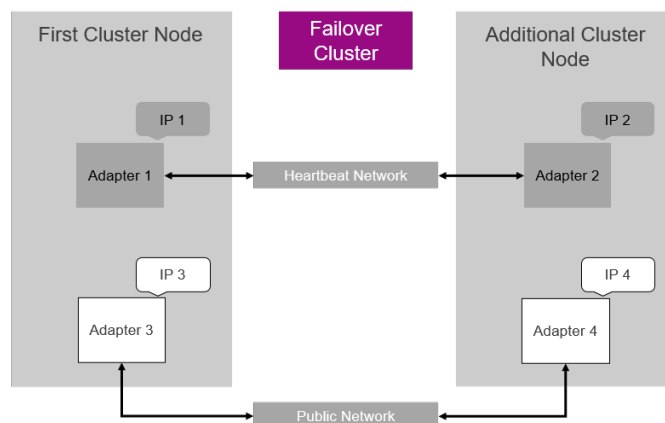 First Cluster Node
Failover
Cluster
Additional Cluster
Node
IP 1
IP 2
Adapter 1
Heartbeat Network
Adapter 2
IP 3
IP 4
Adapter 3
Adapter 4
Public Network